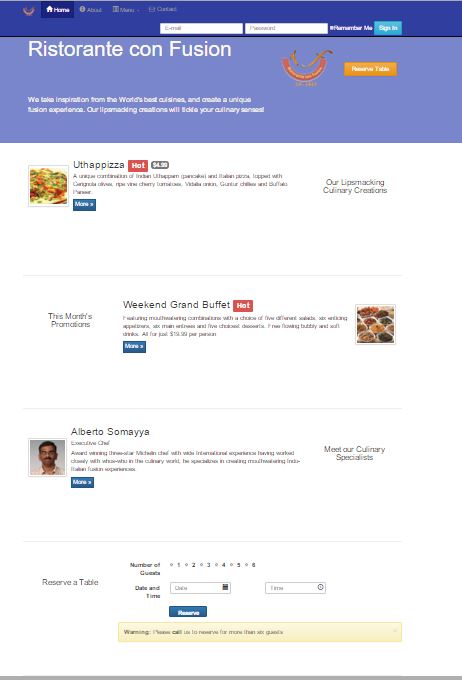 Home About Menu Contact
E-mail Password Remember Me Sign In
Ristorante con Fusion
Reserve Table
We take inspiration from the World's best cuisines, and create a unique
fusion experience. Our lipsmacking creations will tickle your culinary senses!
Uthappizza Hot $4.99
A unique combination of Indian Uthappam (pancake) and Italian pizza, topped with
Cerignola olives, ripe vine cherry tomatoes, Vidalia onion, Guntur chillies and Buffalo
Paneer.
More »
Our Lipsmacking
Culinary Creations
This Month's
Promotions
Weekend Grand Buffet Hot
Featuring mouthwatering combinations with a choice of five different salads, six enticing
appetizers, six main entrees and five choicest desserts. Free flowing bubbly and soft
drinks. All for just $19.99 per person
More »
Alberto Somayya
Executive Chef
Award winning three-star Michelin chef with wide International experience having worked
closely with whos-who in the culinary world, he specializes in creating mouthwatering Indo-
Italian fusion experiences.
More »
Meet our Culinary
Specialists
Reserve a Table
Number of
Guests
1 2 3 4 5 6
Date and
Time
Date Time
Reserve
Warning: Please call us to reserve for more than six guests ×